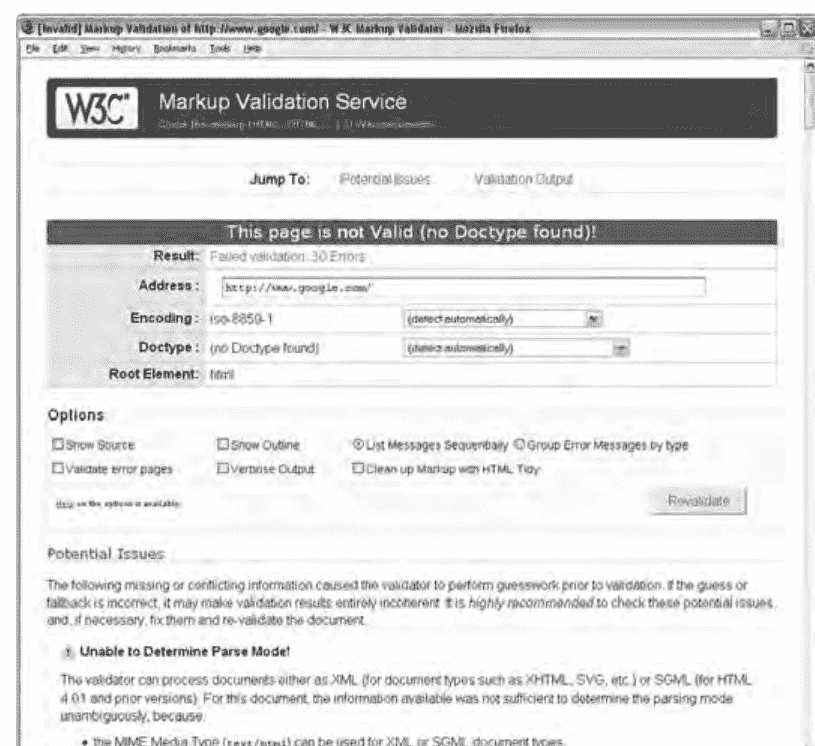 [Invalid] Markup Validation of http://www.google.com/ - W3C Markup Validator - Mozilla Firefox
File Edit View History Bookmarks Tools Help
W3C Markup Validation Service
Jump To: Potential Issues Validation Output
This page is not Valid (no Doctype found)!
Result: Failed validation, 30 Errors
Address : http://www.google.com/
Encoding : iso-8859-1 (detect automatically)
Doctype : (no Doctype found) (detect automatically)
Root Element: html
Options
Show Source Show Outline List Messages Sequentially Group Error Messages by type
Validate error pages Verbose Output Clean up Markup with HTML Tidy
Help on the options is available. Revalidate
Potential Issues
The following missing or conflicting information caused the validator to perform guesswork prior to validation. If the guess or
fallback is incorrect, it may make validation results entirely incoherent. It is highly recommended to check these potential issues,
and, if necessary, fix them and re-validate the document.
Unable to Determine Parse Mode!
The validator can process documents either as XML (for document types such as XHTML, SVG, etc.) or SGML (for HTML
4.01 and prior versions). For this document, the information available was not sufficient to determine the parsing mode
unambiguously, because:
• the MIME Media Type (text/html) can be used for XML or SGML document types